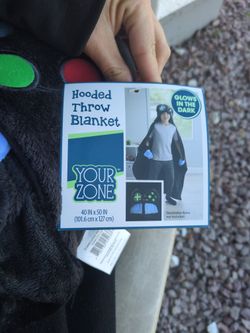 Hooded
Throw
Blanket
GLOWS
IN THE
DARK
YOUR
ZONE
40 IN x 50 IN
(101.6 cm x 127 cm)